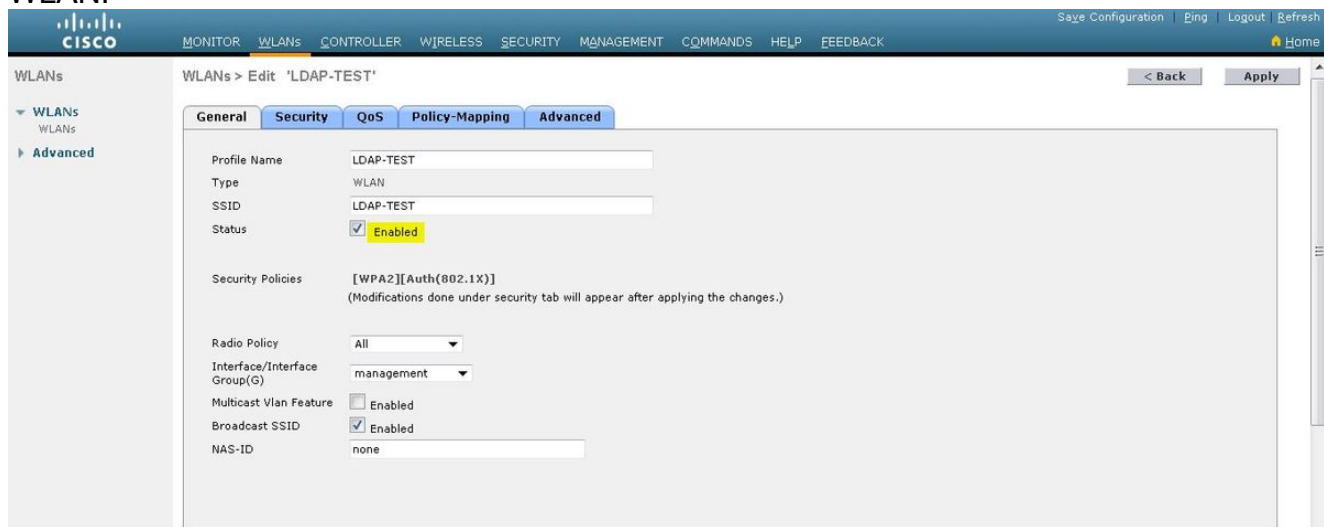 WLAN.
Save Configuration | Ping | Logout | Refresh
CISCO MONITOR WLANs CONTROLLER WIRELESS SECURITY MANAGEMENT COMMANDS HELP FEEDBACK Home
WLANs
WLANs > Edit 'LDAP-TEST'
< Back
Apply
WLANs
WLANs
Advanced
General Security QoS Policy-Mapping Advanced
Profile Name LDAP-TEST
Type WLAN
SSID LDAP-TEST
Status Enabled
Security Policies [WPA2][Auth(802.1X)]
(Modifications done under security tab will appear after applying the changes.)
Radio Policy All
Interface/Interface Group(G) management
Multicast Vlan Feature Enabled
Broadcast SSID Enabled
NAS-ID none